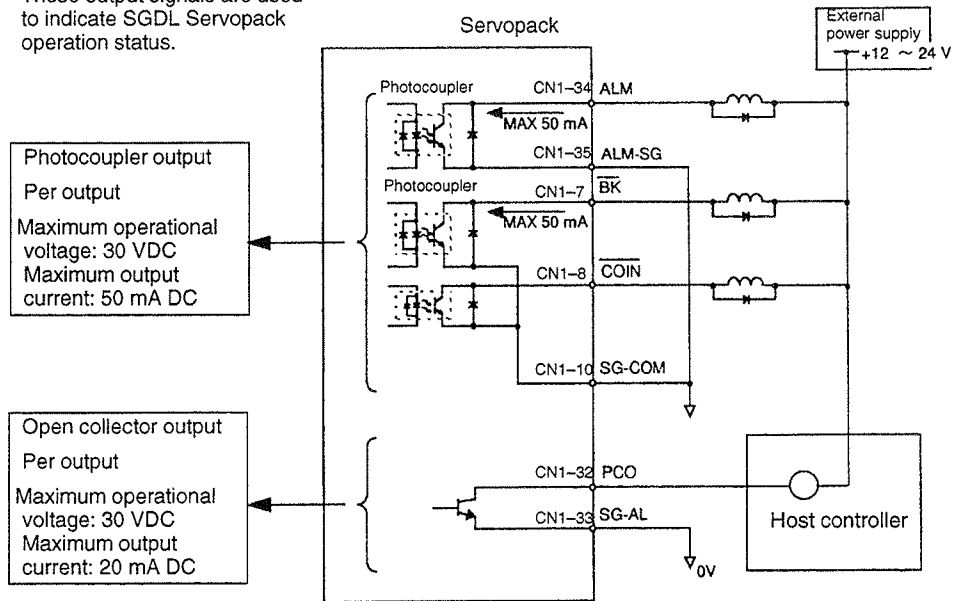 These output signals are used
to indicate SGDL Servopack
operation status.
Servopack
External
power supply
+12 ~ 24 V
Photocoupler
CN1–34 ALM
MAX 50 mA
CN1–35 ALM-SG
Photocoupler
CN1–7 BK
MAX 50 mA
CN1–8 COIN
CN1–10 SG-COM
Photocoupler output
Per output
Maximum operational
voltage: 30 VDC
Maximum output
current: 50 mA DC
Open collector output
Per output
Maximum operational
voltage: 30 VDC
Maximum output
current: 20 mA DC
CN1–32 PCO
CN1–33 SG-AL
0V
Host controller